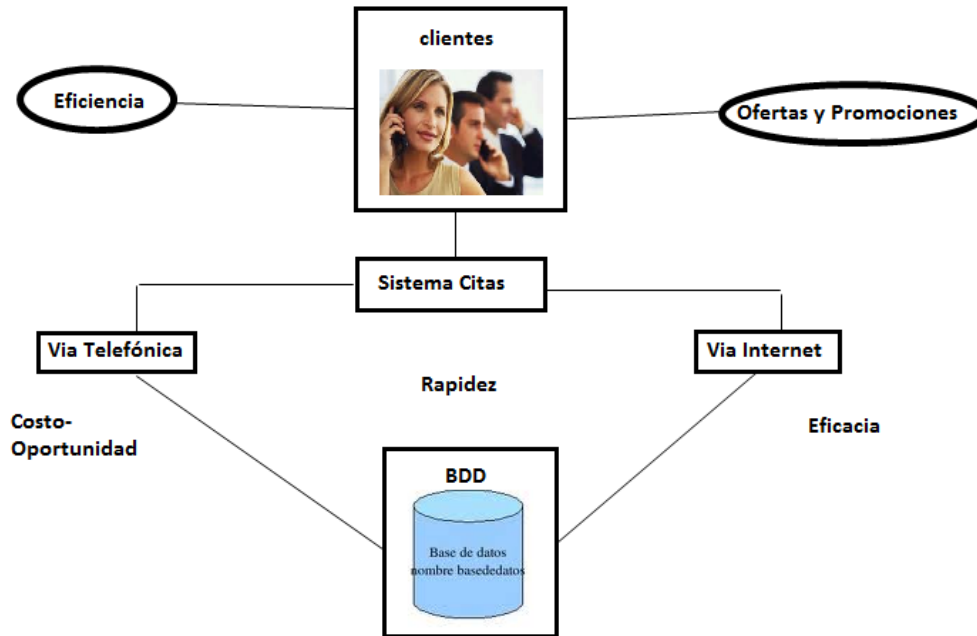 clientes
Eficiencia
Ofertas y Promociones
Sistema Citas
Via Telefónica
Via Internet
Rapidez
Costo-
Oportunidad
Eficacia
BDD
Base de datos
nombre basededatos